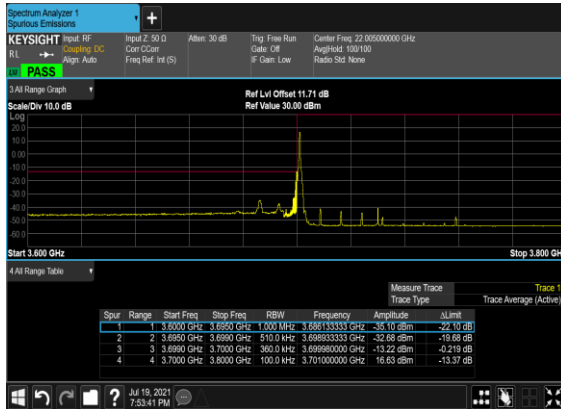 Spectrum Analyzer 1
Spurious Emissions
KEYSIGHT Input: RF Input Z: 50 Ω Atten: 30 dB Trig: Free Run Center Freq: 22.005000000 GHz
RL Coupling: DC Corr CCorr Gate: Off Avg|Hold: 100/100
Align: Auto Freq Ref: Int (S) IF Gain: Low Radio Std: None
PASS
3 All Range Graph Ref Lvl Offset 11.71 dB
Scale/Div 10.0 dB Ref Value 30.00 dBm
Log
20.0
10.0
0.00
-10.0
-20.0
-30.0
-40.0
-50.0
-60.0
Start 3.600 GHz Stop 3.800 GH
4 All Range Table
Measure Trace Trace 1
Trace Type Trace Average (Active)
Spur Range Start Freq Stop Freq RBW Frequency Amplitude ΔLimit
1 1 3.6000 GHz 3.6950 GHz 1.000 MHz 3.686133333 GHz -35.10 dBm -22.10 dB
2 2 3.6950 GHz 3.6990 GHz 510.0 kHz 3.698933333 GHz -32.68 dBm -19.68 dB
3 3 3.6990 GHz 3.7000 GHz 360.0 kHz 3.699980000 GHz -13.22 dBm -0.219 dB
4 4 3.7000 GHz 3.8000 GHz 100.0 kHz 3.701000000 GHz 16.63 dBm -13.37 dB
? Jul 19, 2021
7:53:41 PM